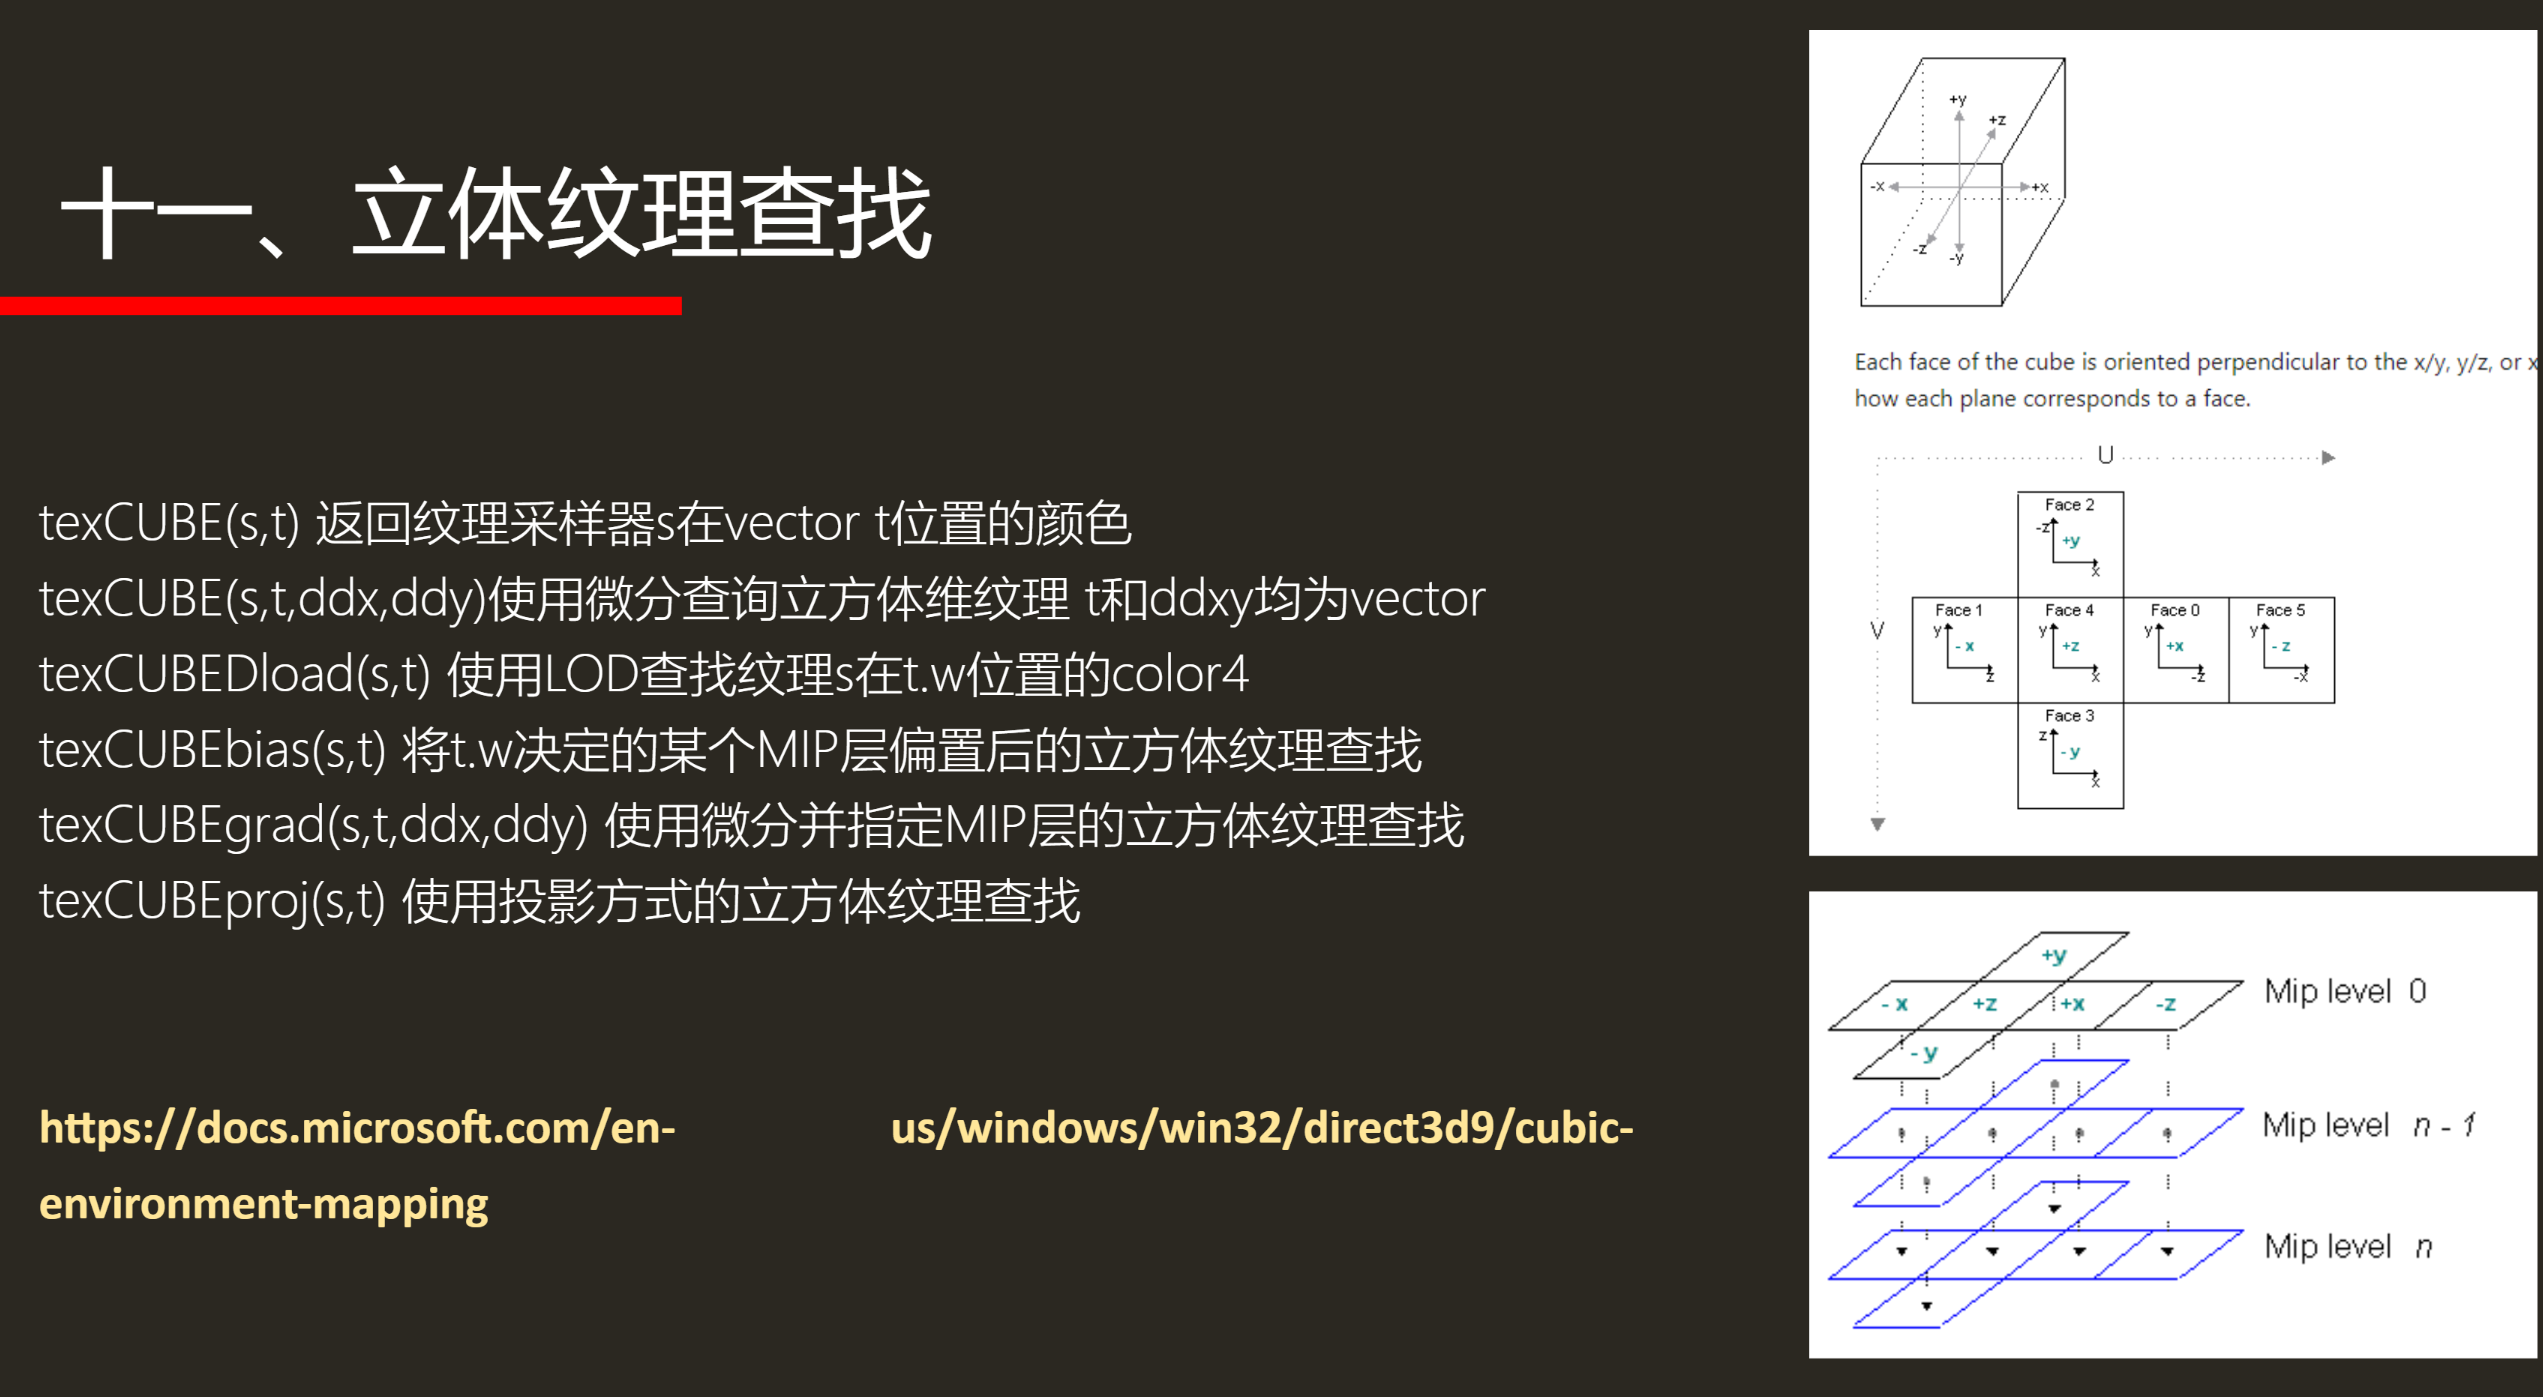 十一、立体纹理查找
texCUBE(s,t) 返回纹理采样器s在vector t位置的颜色
texCUBE(s,t,ddx,ddy)使用微分查询立方体维纹理 t和ddxy均为vector
texCUBEDload(s,t) 使用LOD查找纹理s在t.w位置的color4
texCUBEbias(s,t) 将t.w决定的某个MIP层偏置后的立方体纹理查找
texCUBEgrad(s,t,ddx,ddy) 使用微分并指定MIP层的立方体纹理查找
texCUBEproj(s,t) 使用投影方式的立方体纹理查找
https://docs.microsoft.com/en- us/windows/win32/direct3d9/cubic-
environment-mapping
+y
+z
-x +x
-z
-y
Each face of the cube is oriented perpendicular to the x/y, y/z, or x
how each plane corresponds to a face.
U
V
Face 2
-z
+y
x
Face 1 Face 4 Face 0 Face 5
y y y y
-x +z +x -z
z x -z -x
Face 3
z
-y
x
+y
-x +z +x -z
-y
Mip level 0
Mip level n - 1
Mip level n